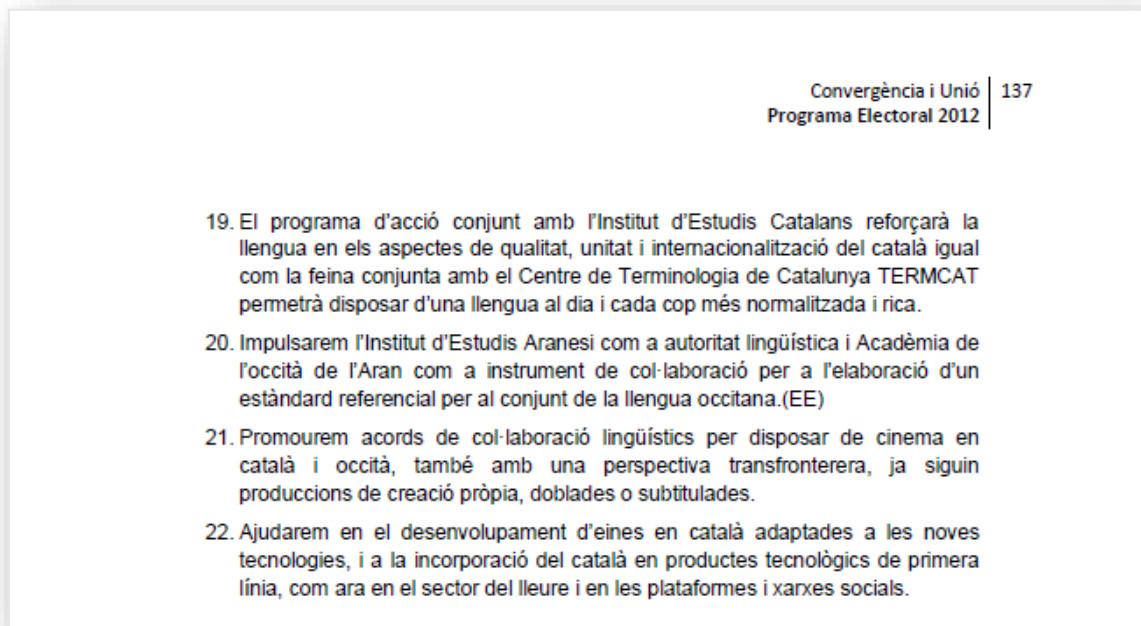 Convergència i Unió 137
Programa Electoral 2012
19. El programa d'acció conjunt amb l'Institut d'Estudis Catalans reforçarà la
llengua en els aspectes de qualitat, unitat i internacionalització del català igual
com la feina conjunta amb el Centre de Terminologia de Catalunya TERMCAT
permetrà disposar d'una llengua al dia i cada cop més normalitzada i rica.
20. Impulsarem l'Institut d'Estudis Aranesi com a autoritat lingüística i Acadèmia de
l'occità de l'Aran com a instrument de col·laboració per a l'elaboració d'un
estàndard referencial per al conjunt de la llengua occitana.(EE)
21. Promourem acords de col·laboració lingüístics per disposar de cinema en
català i occità, també amb una perspectiva transfronterera, ja siguin
produccions de creació pròpia, doblades o subtitulades.
22. Ajudarem en el desenvolupament d'eines en català adaptades a les noves
tecnologies, i a la incorporació del català en productes tecnològics de primera
línia, com ara en el sector del lleure i en les plataformes i xarxes socials.